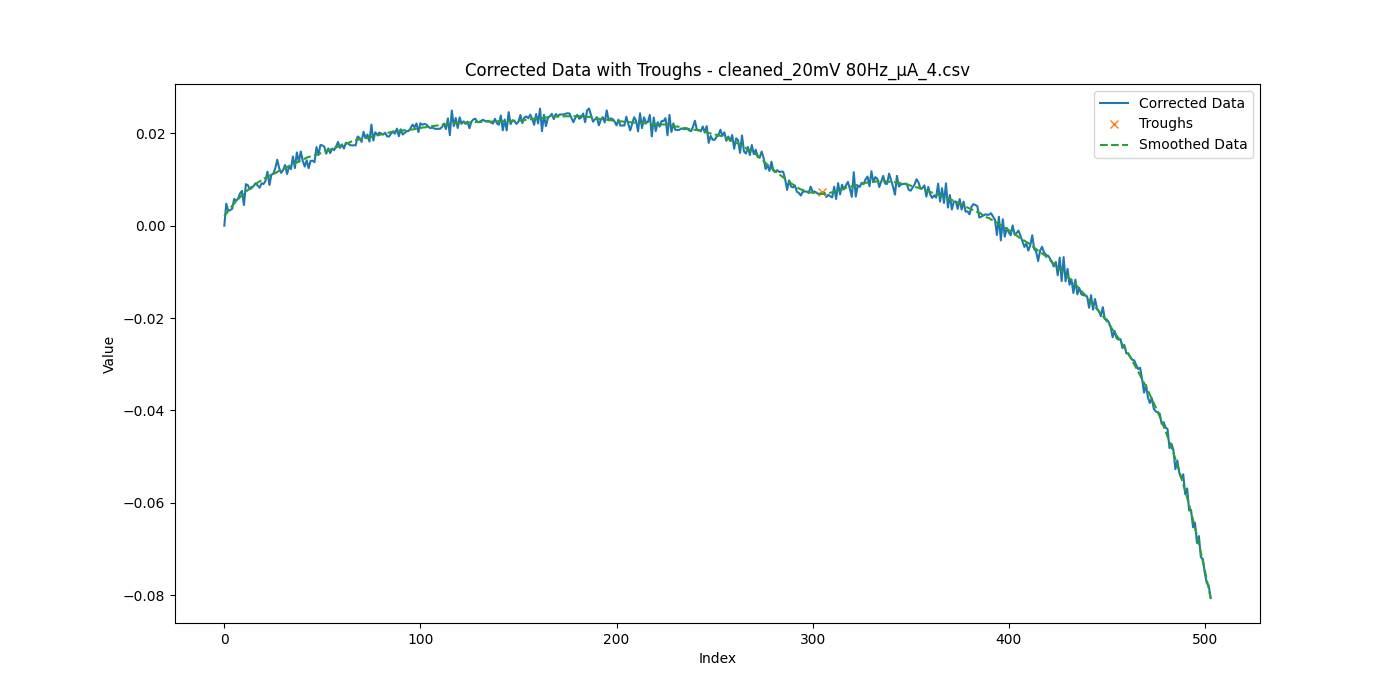 Corrected Data with Troughs - cleaned_20mV 80Hz_µA_4.csv
Corrected Data
Troughs
Smoothed Data
Value
0.02
0.00
−0.02
−0.04
−0.06
−0.08
0 100 200 300 400 500
Index